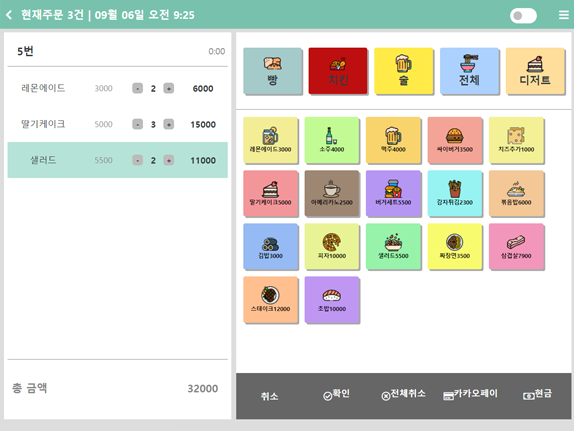 현재주문 3건 | 09월 06일 오전 9:25
5번 0:00
레몬에이드 3000 - 2 + 6000
딸기케이크 5000 - 3 + 15000
샐러드 5500 - 2 + 11000
총 금액 32000
빵 치킨 술 전체 디저트
레몬에이드3000 소주4000 맥주4000 싸이버거3500 치즈추가1000
딸기케이크5000 아메리카노2500 버거세트5500 감자튀김2300 볶음밥6000
김밥3000 피자10000 샐러드5500 짜장면3500 삼겹살7900
스테이크12000 초밥10000
취소 확인 전체취소 카카오페이 현금